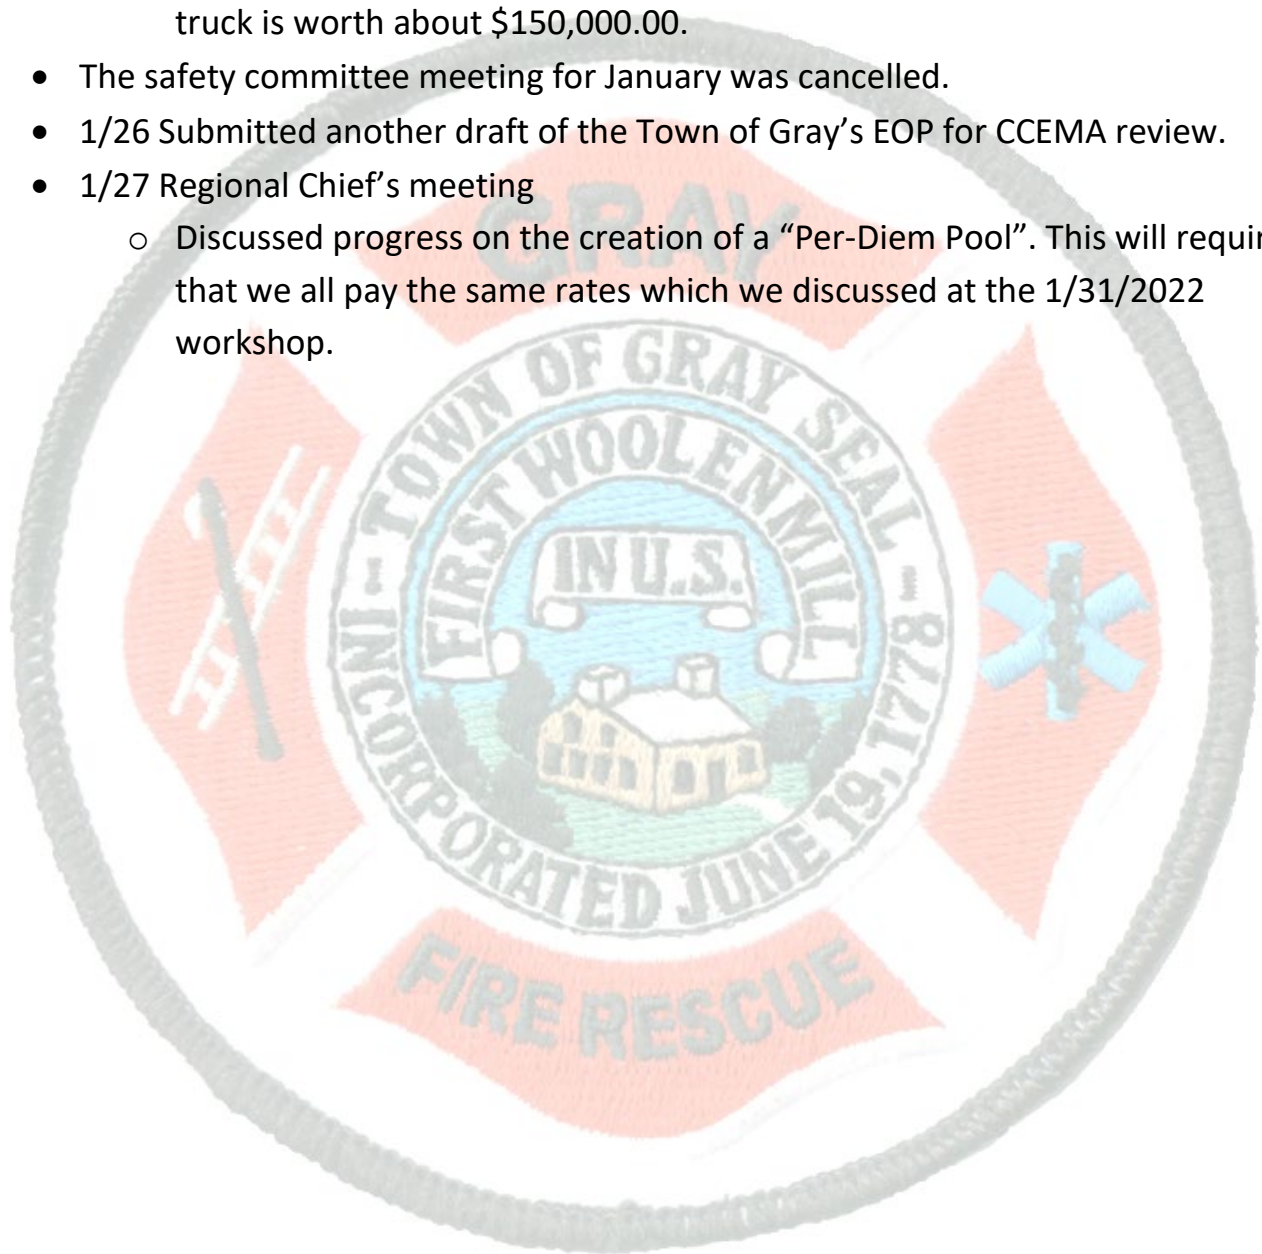 truck is worth about $150,000.00.
• The safety committee meeting for January was cancelled.
• 1/26 Submitted another draft of the Town of Gray’s EOP for CCEMA review.
• 1/27 Regional Chief’s meeting
o Discussed progress on the creation of a “Per-Diem Pool”. This will requi
that we all pay the same rates which we discussed at the 1/31/2022
workshop.
GRAY
TOWN OF GRAY SEAL
FIRST WOOLEN MILL
IN U.S.
INCORPORATED JUNE 19, 1778
FIRE RESCUE